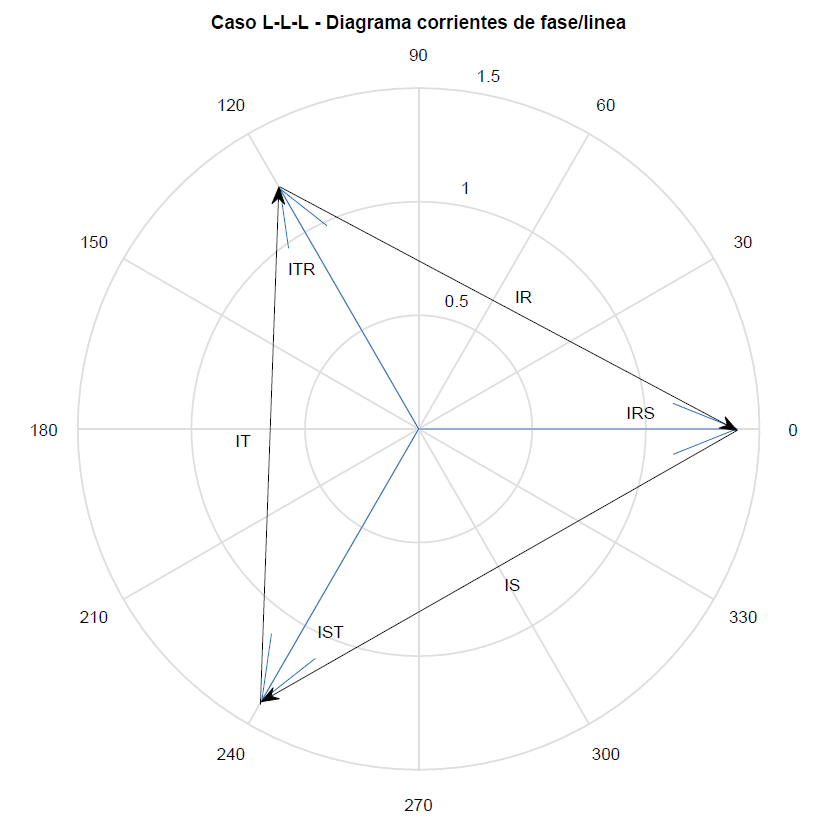 Caso L-L-L - Diagrama corrientes de fase/linea
90
1.5
120
60
1
150
30
ITR
IR
0.5
IRS
180
IT
0
IS
210
330
IST
240
300
270